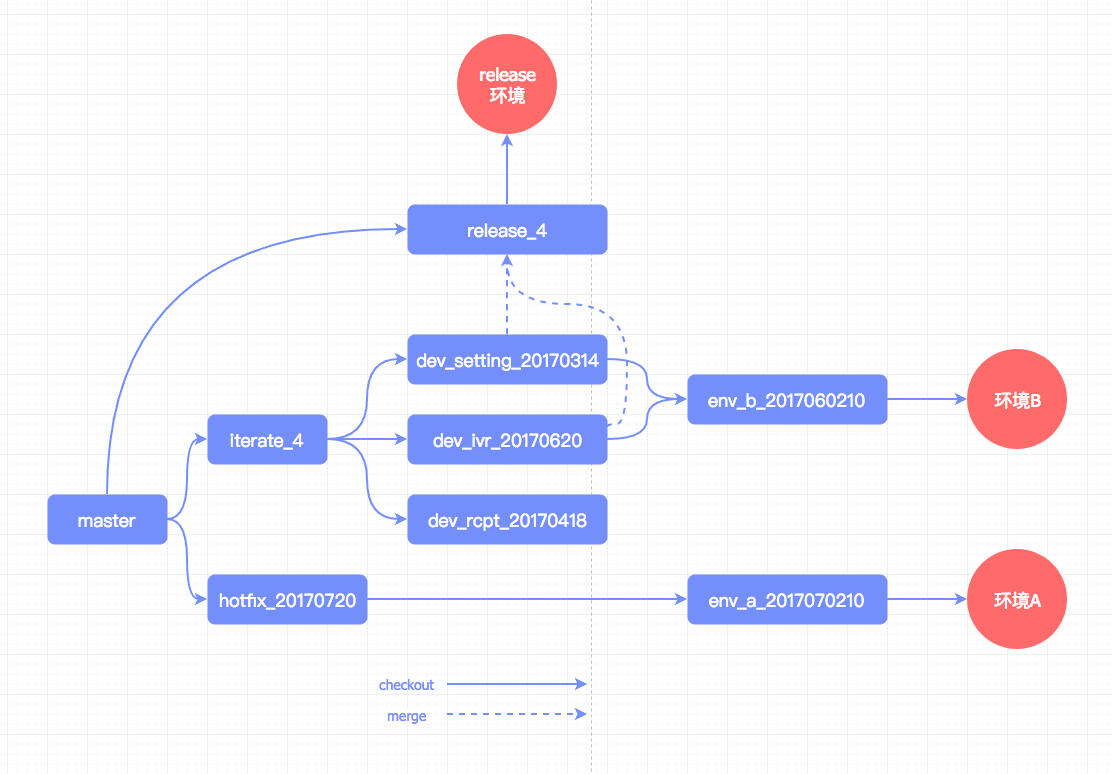 release
环境
release_4
dev_setting_20170314
env_b_2017060210
环境B
iterate_4
dev_ivr_20170620
master
dev_rcpt_20170418
hotfix_20170720
env_a_2017070210
环境A
checkout
merge